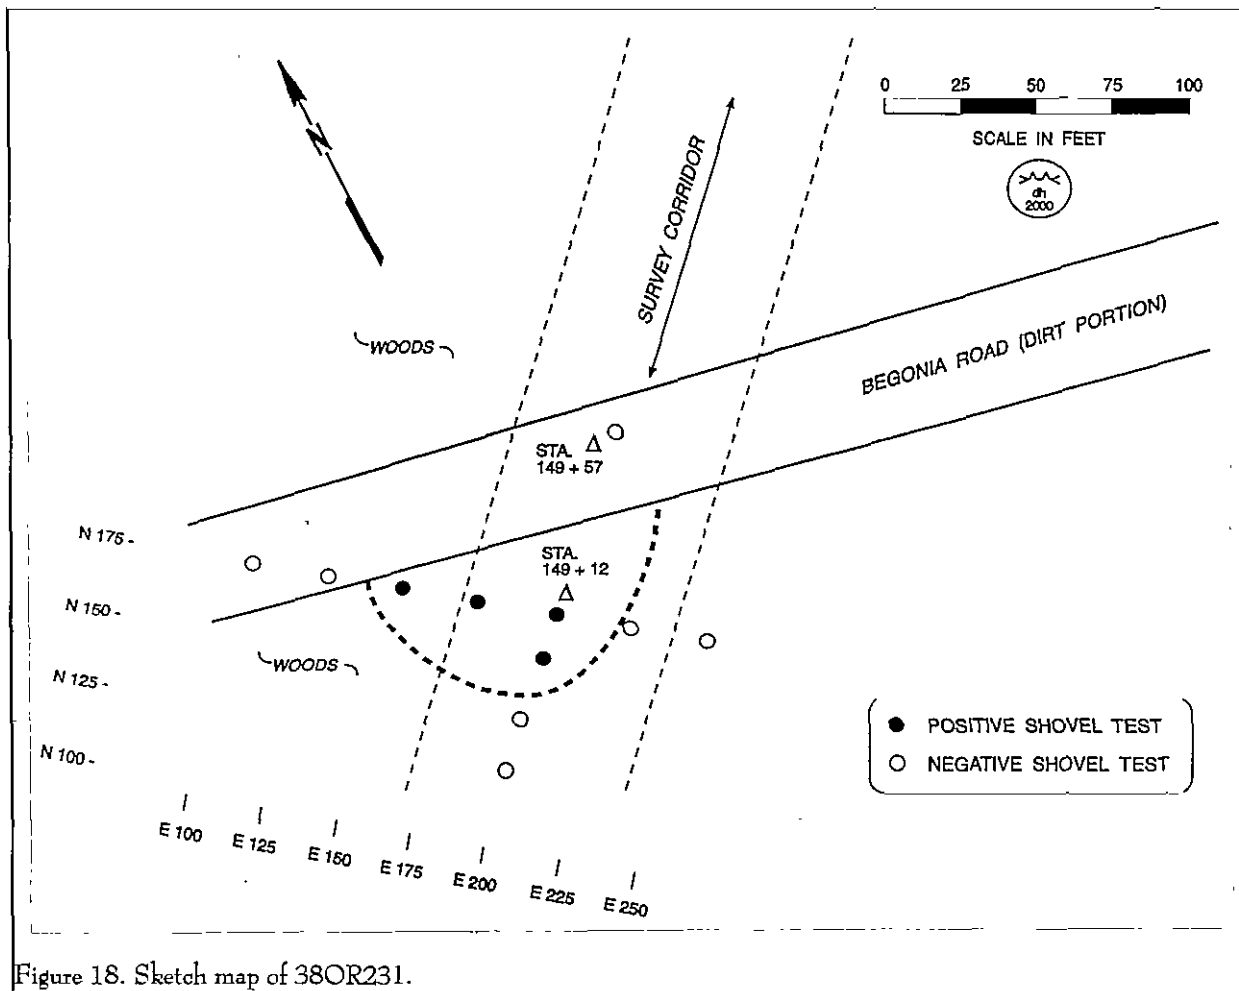 0 25 50 75 100
SCALE IN FEET
dh
2000
N
SURVEY CORRIDOR
WOODS
BEGONIA ROAD (DIRT PORTION)
STA.
149 + 57
N 175 -
STA.
149 + 12
N 150 -
WOODS
N 125 -
N 100 -
POSITIVE SHOVEL TEST
NEGATIVE SHOVEL TEST
E 100
E 125
E 150
E 175
E 200
E 225
E 250
Figure 18. Sketch map of 38OR231.